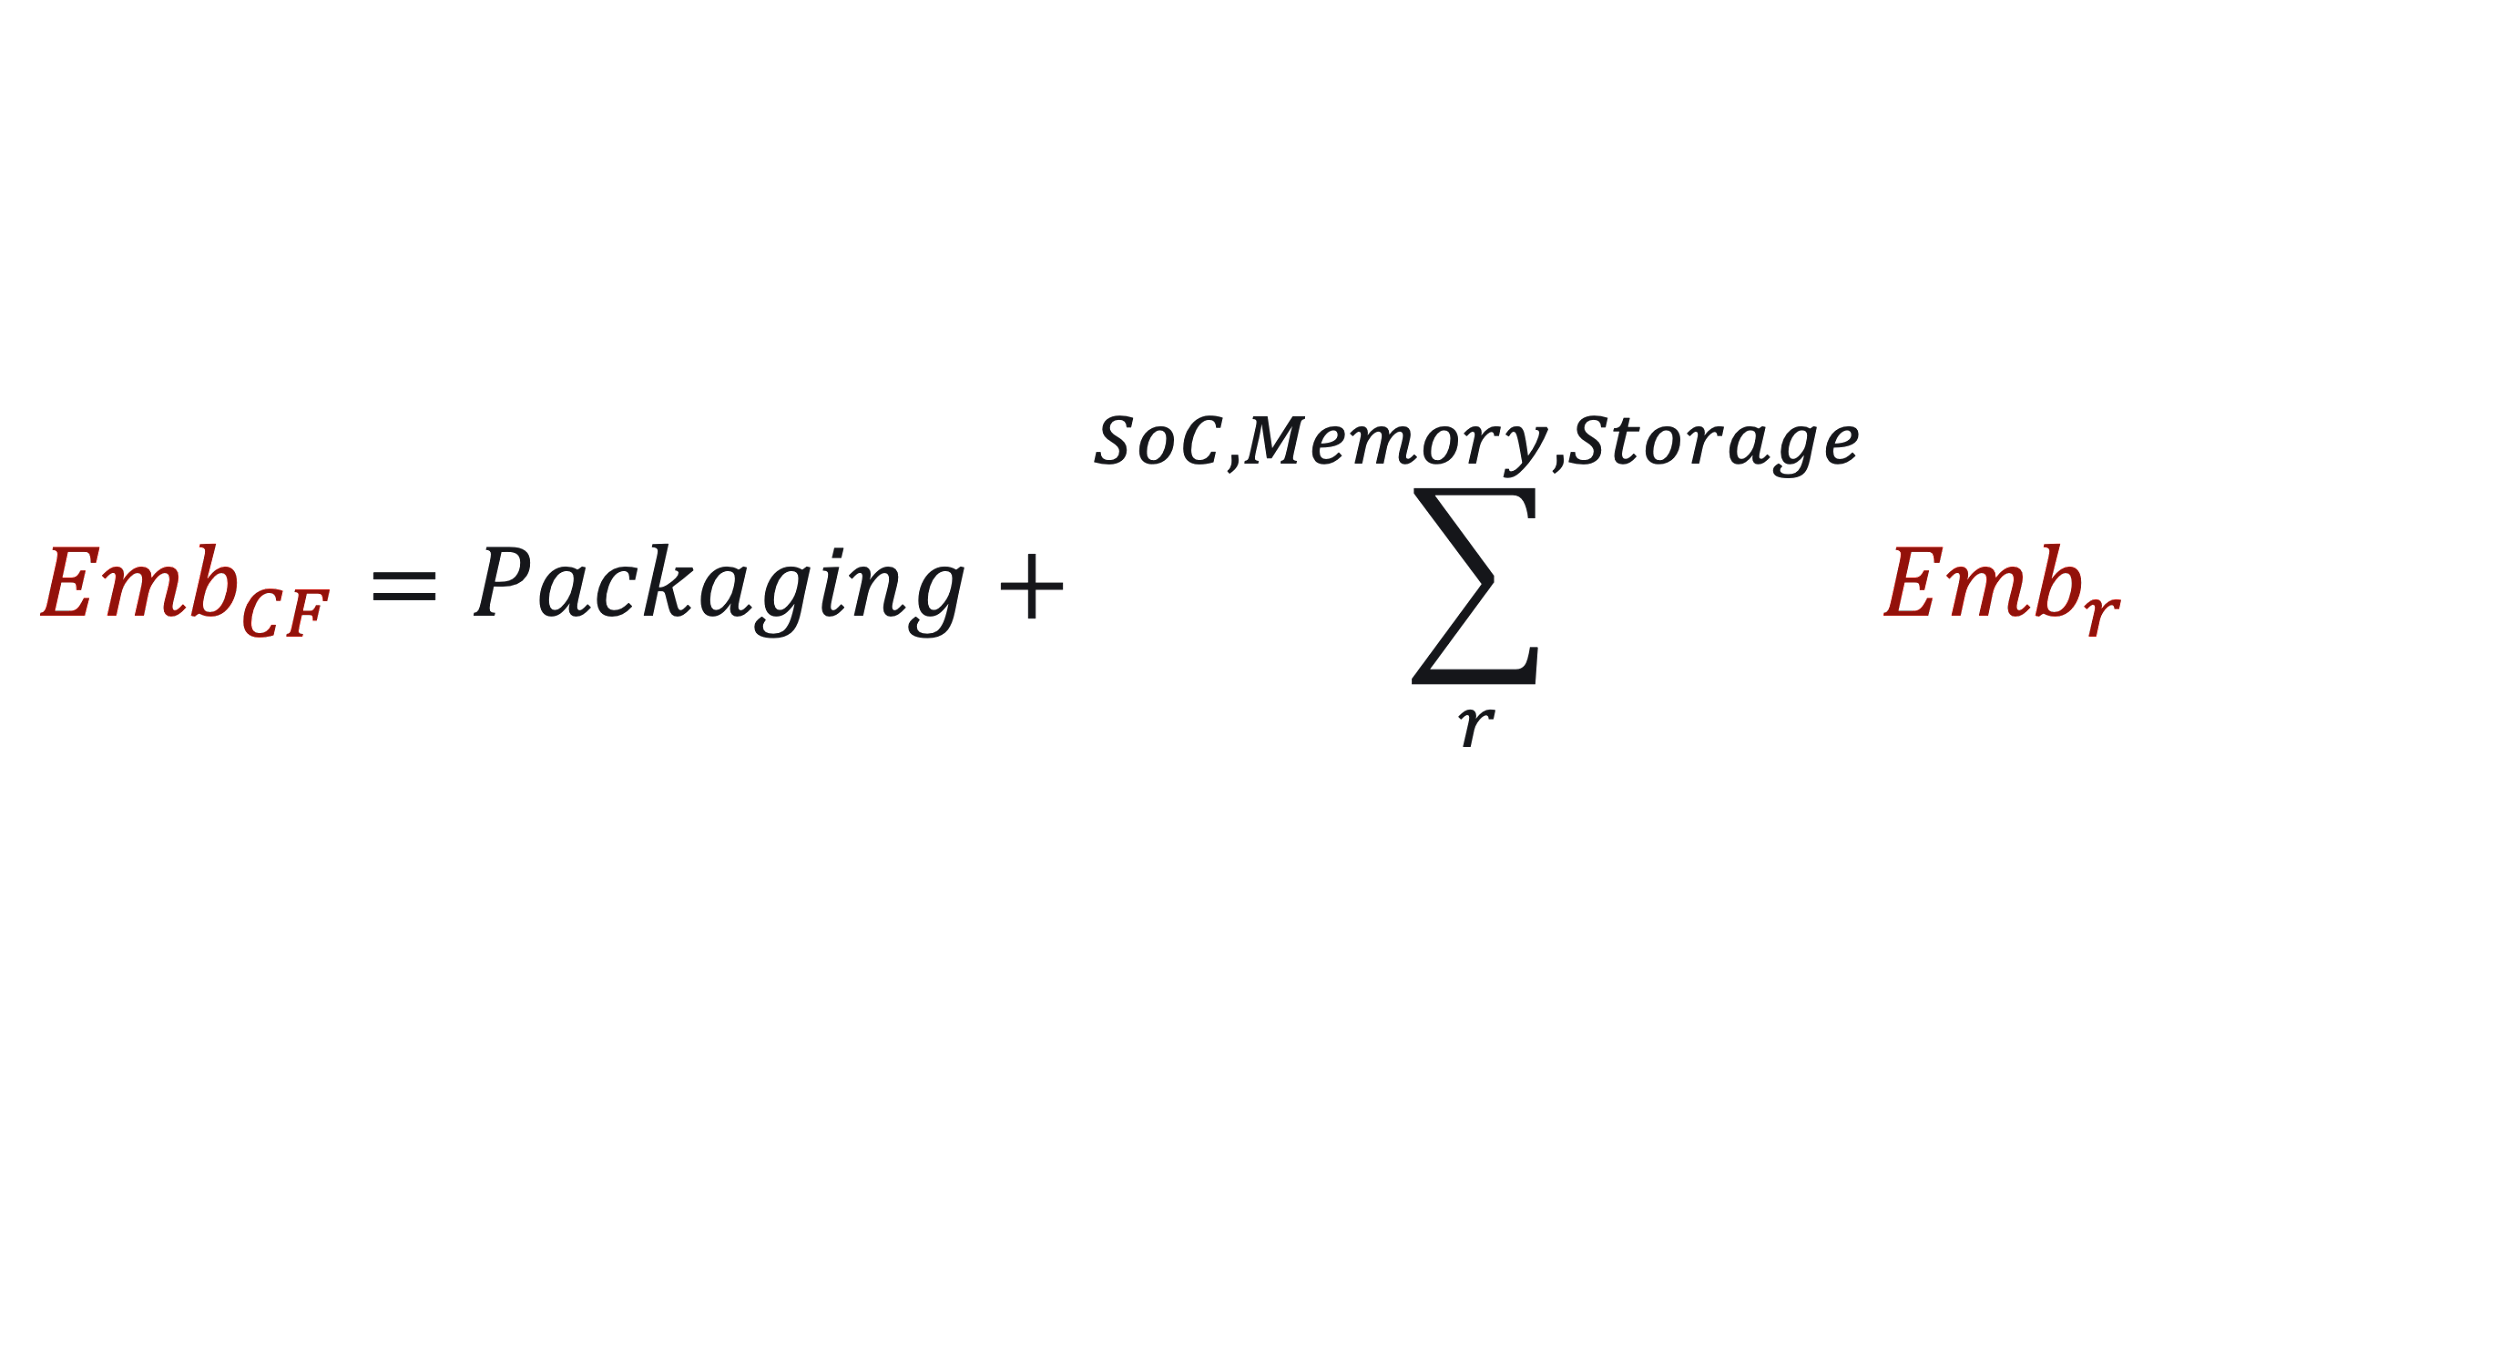 SoC,Memory,Storage
Emb_CF = Packaging + ∑ Emb_r
r